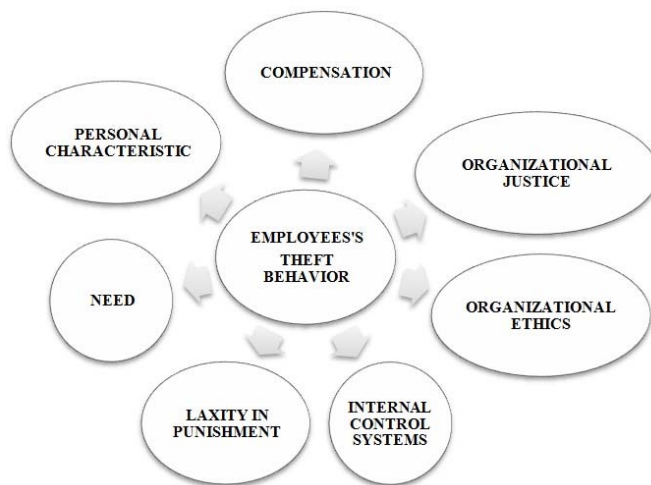 COMPENSATION
PERSONAL
CHARACTERISTIC
ORGANIZATIONAL
JUSTICE
EMPLOYEES'S
THEFT
BEHAVIOR
NEED
ORGANIZATIONAL
ETHICS
LAXITY IN
PUNISHMENT
INTERNAL
CONTROL
SYSTEMS